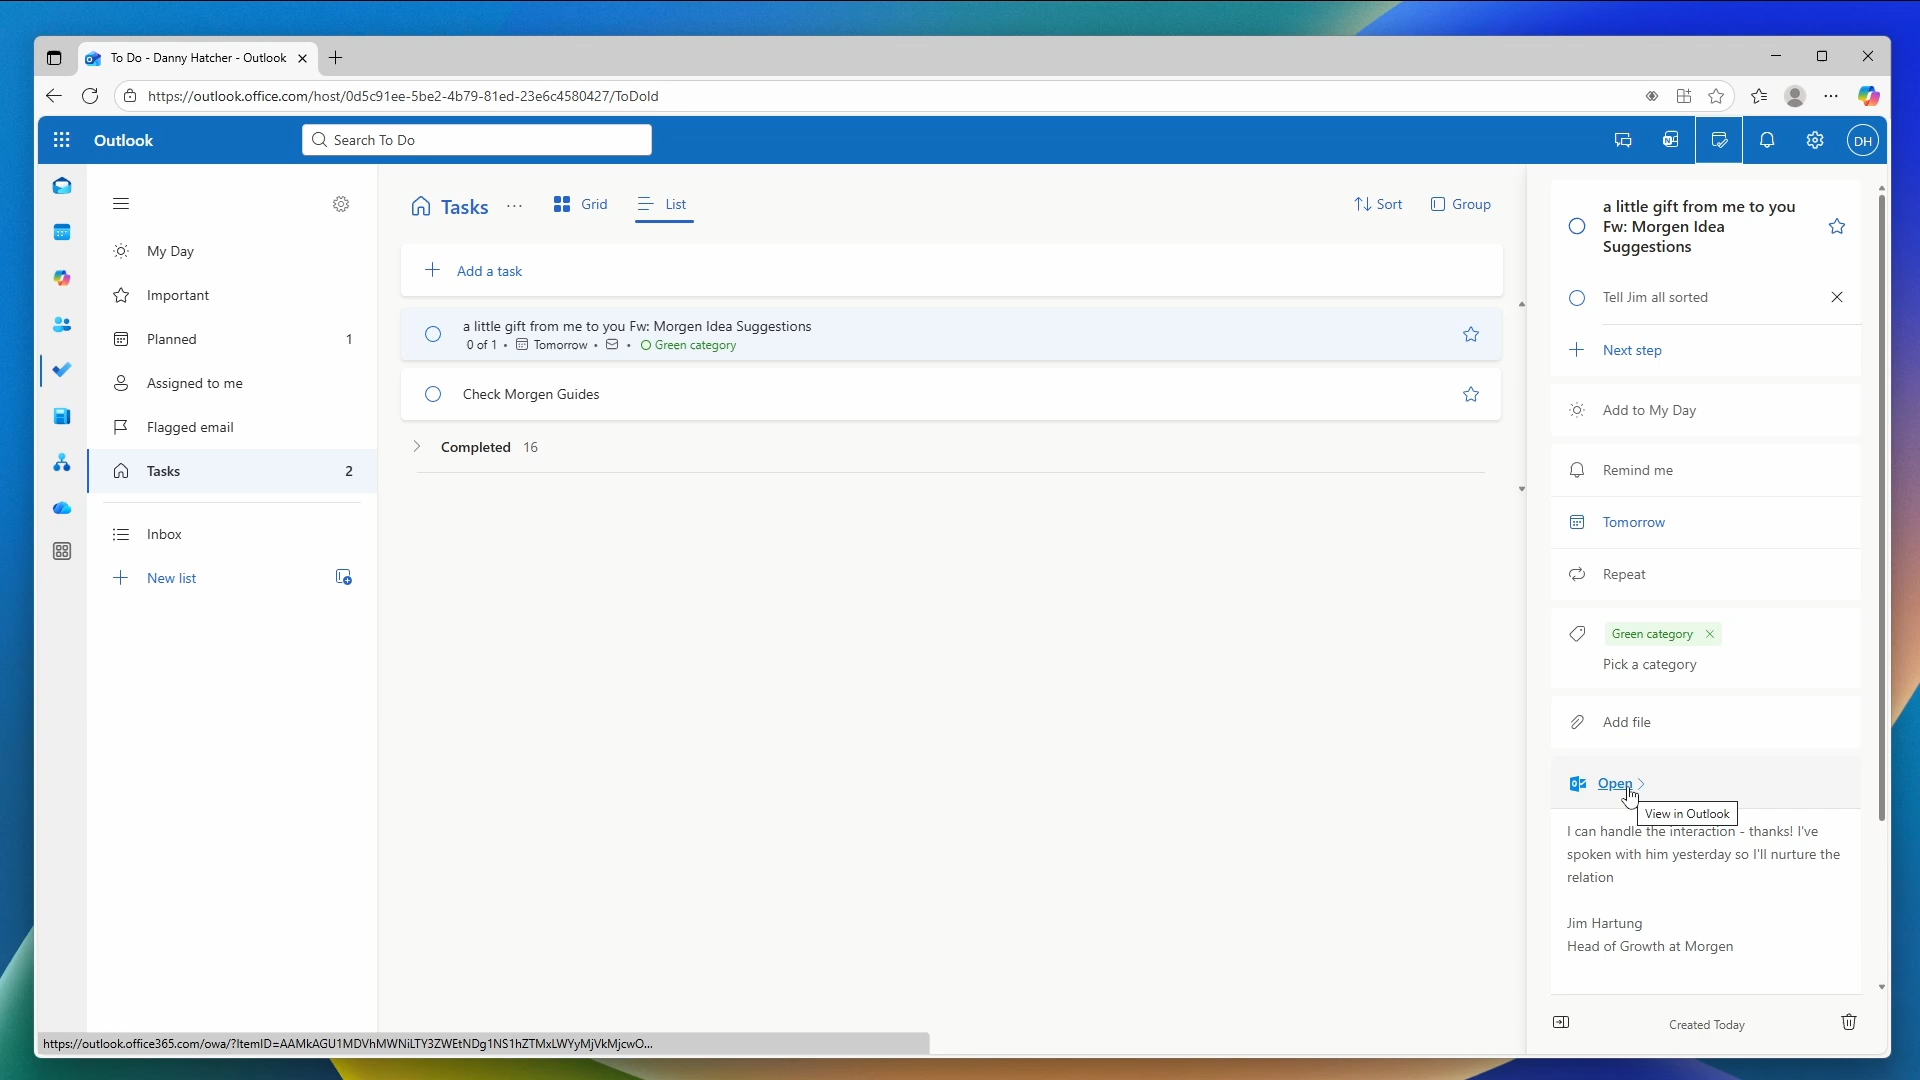 To Do - Danny Hatcher - Outlook
https://outlook.office.com/host/0d5c91ee-5be2-4b79-81ed-23e6c4580427/ToDoId
Outlook
Search To Do
DH
My Day
Important
Planned 1
Assigned to me
Flagged email
Tasks 2
Inbox
New list
Tasks
Grid
List
Sort
Group
Add a task
a little gift from me to you Fw: Morgen Idea Suggestions
0 of 1 • Tomorrow • • Green category
Check Morgen Guides
Completed 16
a little gift from me to you
Fw: Morgen Idea
Suggestions
Tell Jim all sorted
Next step
Add to My Day
Remind me
Tomorrow
Repeat
Green category
Pick a category
Add file
Open
View in Outlook
I can handle the interaction - thanks! I've
spoken with him yesterday so I'll nurture the
relation
Jim Hartung
Head of Growth at Morgen
Created Today
https://outlook.office365.com/owa/?ItemID=AAMkAGU1MDVhMWNiLTY3ZWEtNDg1NS1hZTMxLWYyMjVkMjcwO...